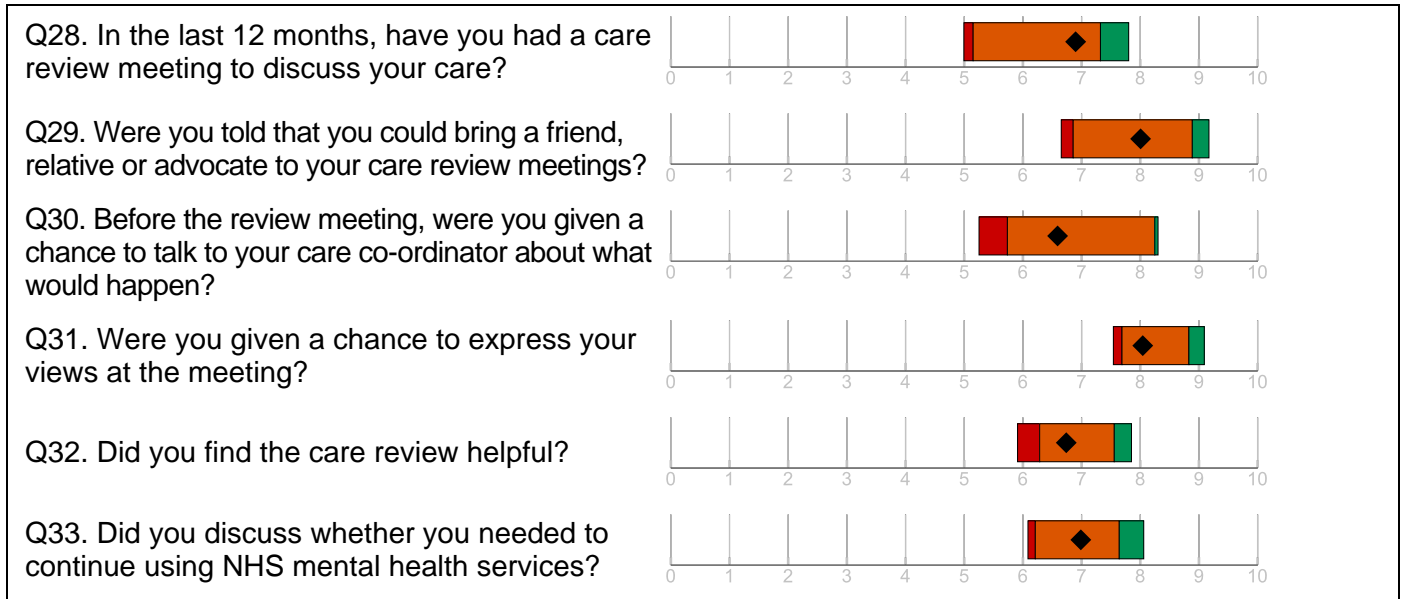 Q28. In the last 12 months, have you had a care
review meeting to discuss your care?
0 1 2 3 4 5 6 7 8 9 10
Q29. Were you told that you could bring a friend,
relative or advocate to your care review meetings?
0 1 2 3 4 5 6 7 8 9 10
Q30. Before the review meeting, were you given a
chance to talk to your care co-ordinator about what
would happen?
0 1 2 3 4 5 6 7 8 9 10
Q31. Were you given a chance to express your
views at the meeting?
0 1 2 3 4 5 6 7 8 9 10
Q32. Did you find the care review helpful?
0 1 2 3 4 5 6 7 8 9 10
Q33. Did you discuss whether you needed to
continue using NHS mental health services?
0 1 2 3 4 5 6 7 8 9 10